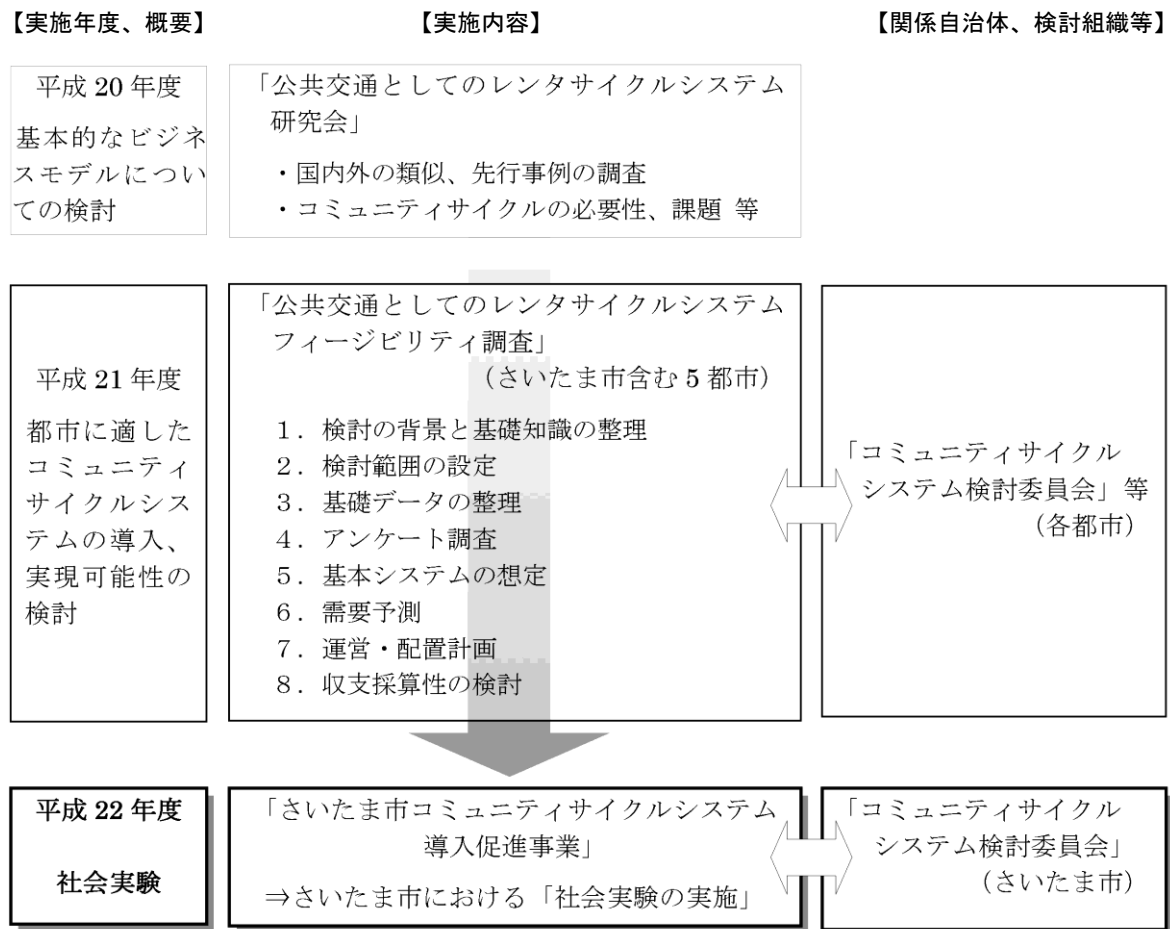 【実施年度、概要】
【実施内容】
【関係自治体、検討組織等】
平成 20 年度
基本的なビジネ
スモデルについ
ての検討
「公共交通としてのレンタサイクルシステム
研究会」
・国内外の類似、先行事例の調査
・コミュニティサイクルの必要性、課題 等
平成 21 年度
都市に適した
コミュニティ
サイクルシス
テムの導入、
実現可能性の
検討
「公共交通としてのレンタサイクルシステム
フィージビリティ調査」
(さいたま市含む 5 都市)
1．検討の背景と基礎知識の整理
2．検討範囲の設定
3．基礎データの整理
4．アンケート調査
5．基本システムの想定
6．需要予測
7．運営・配置計画
8．収支採算性の検討
「コミュニティサイクル
システム検討委員会」等
(各都市)
平成 22 年度
社会実験
「さいたま市コミュニティサイクルシステム
導入促進事業」
⇒さいたま市における「社会実験の実施」
「コミュニティサイクル
システム検討委員会」
(さいたま市)